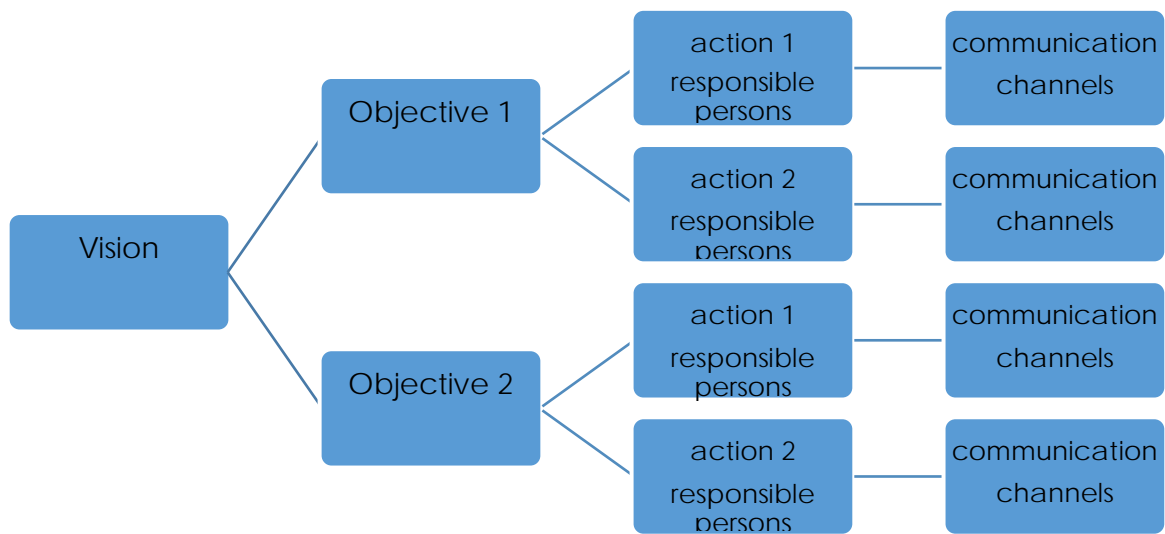 Vision
Objective 1
action 1
responsible
persons
communication
channels
action 2
responsible
persons
communication
channels
Objective 2
action 1
responsible
persons
communication
channels
action 2
responsible
persons
communication
channels